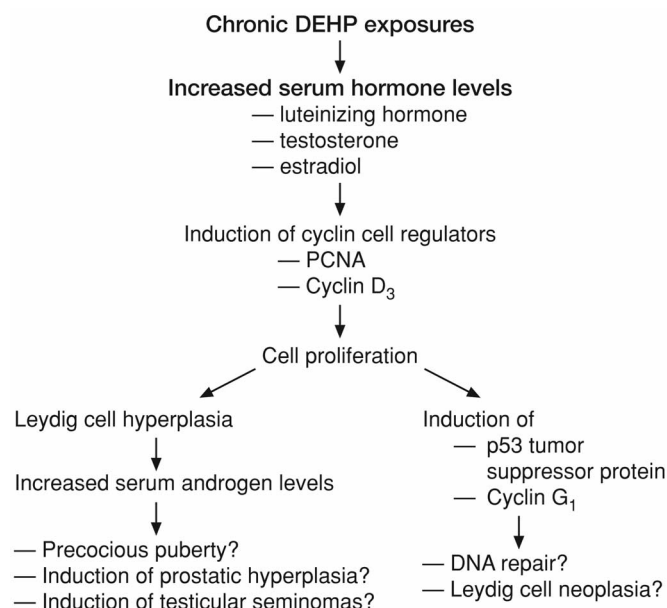 Chronic DEHP exposures
Increased serum hormone levels
— luteinizing hormone
— testosterone
— estradiol
Induction of cyclin cell regulators
— PCNA
— Cyclin D3
Cell proliferation
Leydig cell hyperplasia
Increased serum androgen levels
— Precocious puberty?
— Induction of prostatic hyperplasia?
— Induction of testicular seminomas?
Induction of
— p53 tumor
suppressor protein
— Cyclin G1
— DNA repair?
— Leydig cell neoplasia?